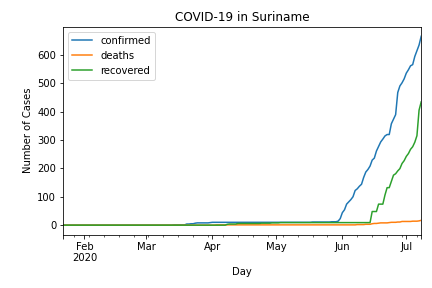 COVID-19 in Suriname
confirmed
deaths
recovered
Number of Cases
600
500
400
300
200
100
0
Feb
2020
Mar
Apr
May
Jun
Jul
Day